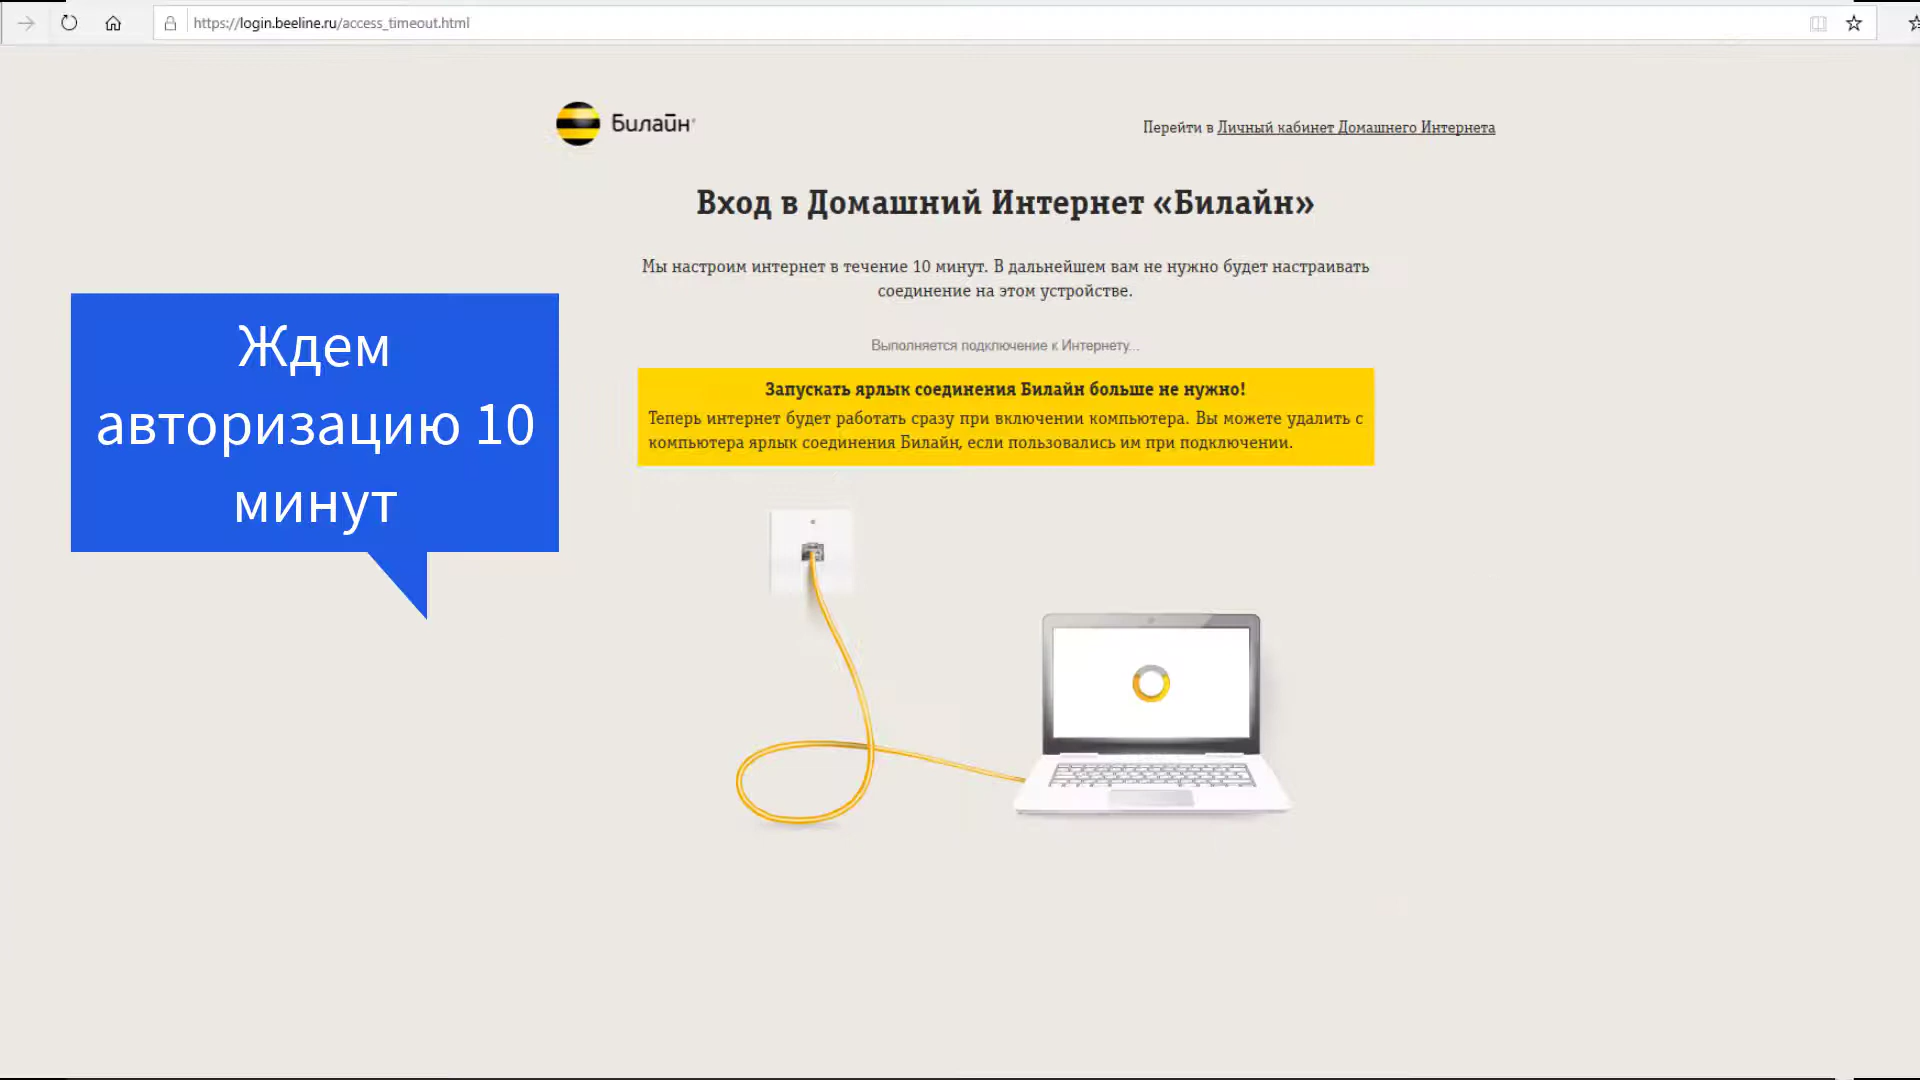 https://login.beeline.ru/access_timeout.html
Билайн
Перейти в Личный кабинет Домашнего Интернета
Вход в Домашний Интернет «Билайн»
Мы настроим интернет в течение 10 минут. В дальнейшем вам не нужно будет настраивать
соединение на этом устройстве.
Выполняется подключение к Интернету...
Запускать ярлык соединения Билайн больше не нужно!
Теперь интернет будет работать сразу при включении компьютера. Вы можете удалить с
компьютера ярлык соединения Билайн, если пользовались им при подключении.
Ждем
авторизацию 10
минут